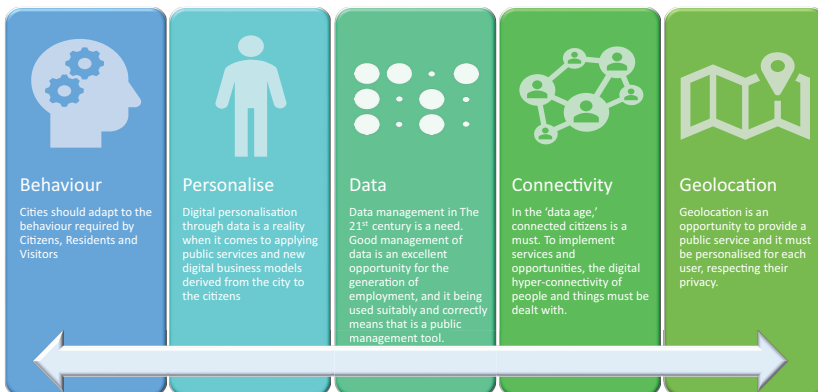 Behaviour
Cities should adapt to the
behaviour required by
Citizens, Residents and
Visitors
Personalise
Digital personalisation
through data is a reality
when it comes to applying
public services and new
digital business models
derived from the city to
the citizens
Data
Data management in The
21st century is a need.
Good management of
data is an excellent
opportunity for the
generation of
employment, and it being
used suitably and correctly
means that is a public
management tool.
Connectivity
In the ‘data age,’
connected citizens is a
must. To implement
services and
opportunities, the digital
hyper-connectivity of
people and things must be
dealt with.
Geolocation
Geolocation is an
opportunity to provide a
public service and it must
be personalised for each
user, respecting their
privacy.